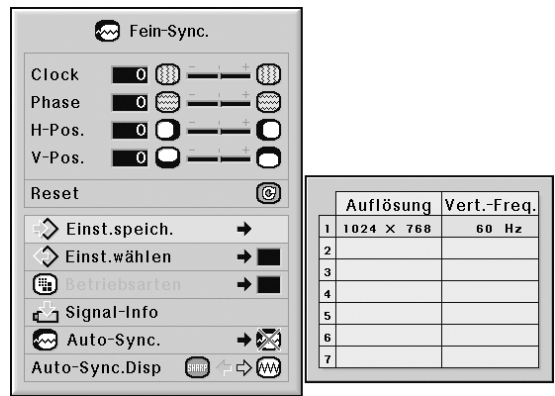 Fein-Sync.
Clock 0 − +
Phase 0 − +
H-Pos. 0 − +
V-Pos. 0 − +
Reset
Einst.speich.
Einst.wählen
Betriebsarten
Signal-Info
Auto-Sync.
Auto-Sync.Disp SHARP
Auflösung Vert.-Freq.
1 1024 × 768 60 Hz
2
3
4
5
6
7